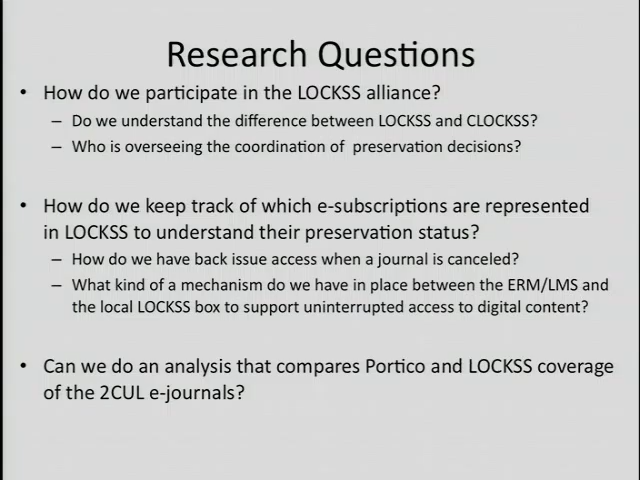 Research Questions
• How do we participate in the LOCKSS alliance?
– Do we understand the difference between LOCKSS and CLOCKSS?
– Who is overseeing the coordination of preservation decisions?
• How do we keep track of which e-subscriptions are represented
in LOCKSS to understand their preservation status?
– How do we have back issue access when a journal is canceled?
– What kind of a mechanism do we have in place between the ERM/LMS and
the local LOCKSS box to support uninterrupted access to digital content?
• Can we do an analysis that compares Portico and LOCKSS coverage
of the 2CUL e-journals?